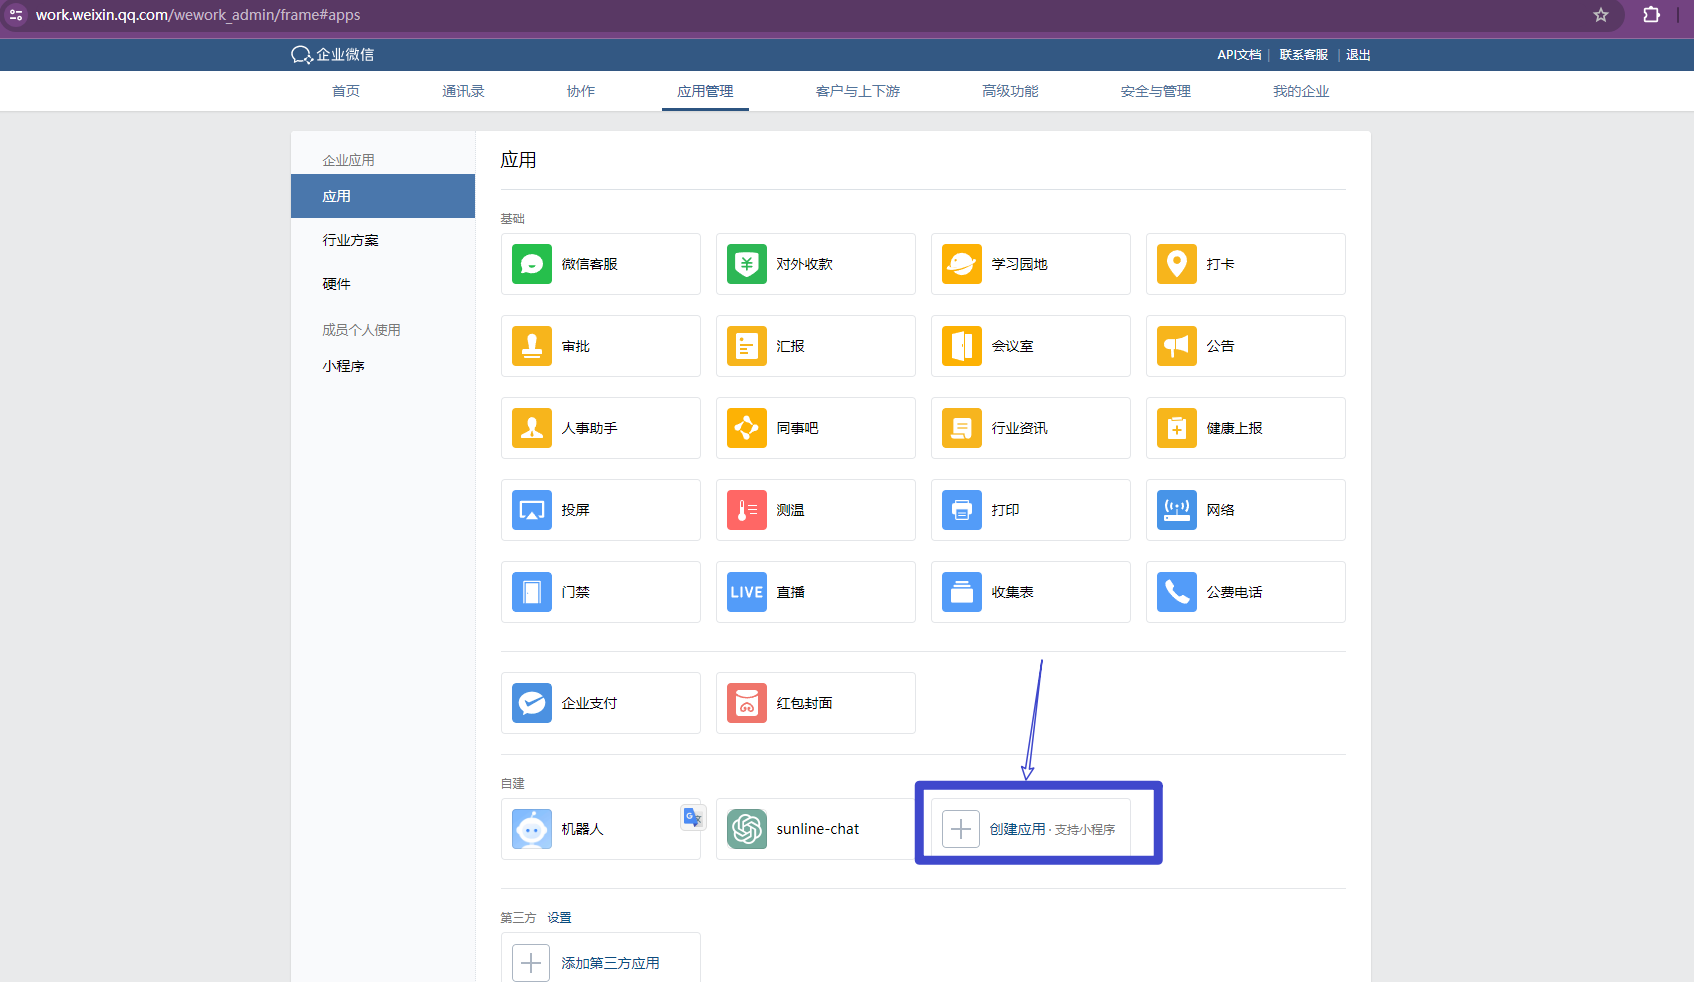 work.weixin.qq.com/wework_admin/frame#apps
企业微信
API文档 | 联系客服 | 退出
首页 通讯录 协作 应用管理 客户与上下游 高级功能 安全与管理 我的企业
企业应用
应用
行业方案
硬件
成员个人使用
小程序
应用
基础
微信客服 对外收款 学习园地 打卡
审批 汇报 会议室 公告
人事助手 同事吧 行业资讯 健康上报
投屏 测温 打印 网络
门禁 LIVE 直播 收集表 公费电话
企业支付 红包封面
自建
机器人 G sunline-chat 创建应用 · 支持小程序
第三方 设置
添加第三方应用